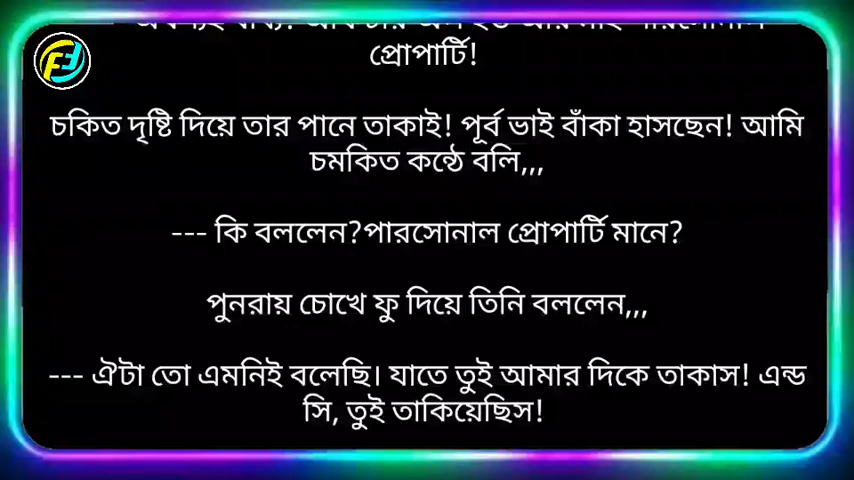 প্রোপার্টি!
চকিত দৃষ্টি দিয়ে তার পানে তাকাই! পূর্ব ভাই বাঁকা হাসছেন! আমি
চমকিত কন্ঠে বলি,,,
--- কি বললেন?পারসোনাল প্রোপার্টি মানে?
পুনরায় চোখে ফু দিয়ে তিনি বললেন,,,
--- ঐটা তো এমনিই বলেছি। যাতে তুই আমার দিকে তাকাস! এন্ড
সি, তুই তাকিয়েছিস!